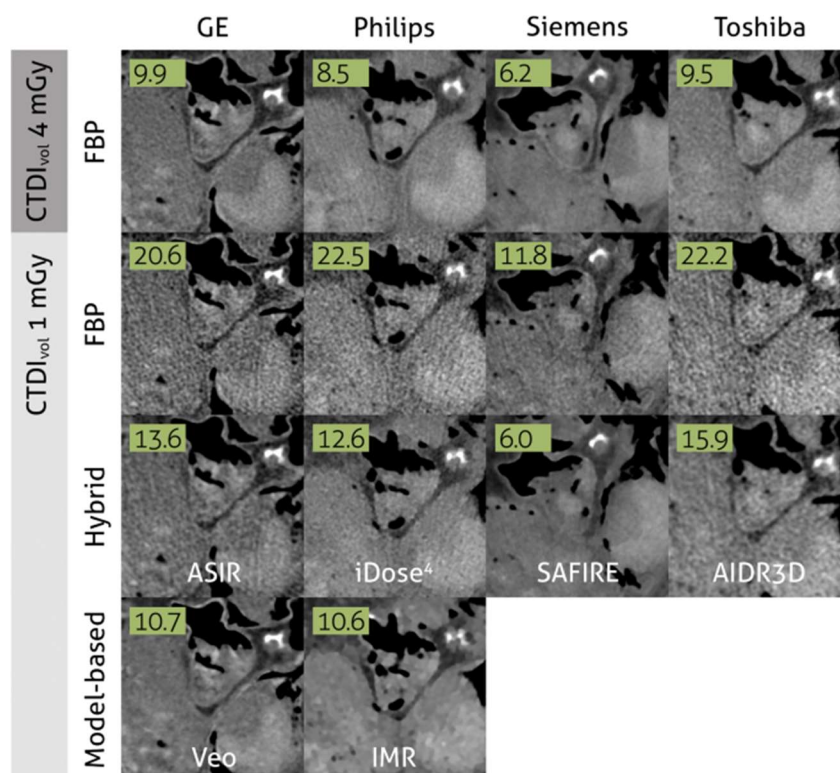 GE Philips Siemens Toshiba
CTDIvol 4 mGy
FBP
9.9 8.5 6.2 9.5
CTDIvol 1 mGy
FBP
20.6 22.5 11.8 22.2
Hybrid
13.6 12.6 6.0 15.9
ASIR iDose⁴ SAFIRE AIDR3D
Model-based
10.7 10.6
Veo IMR